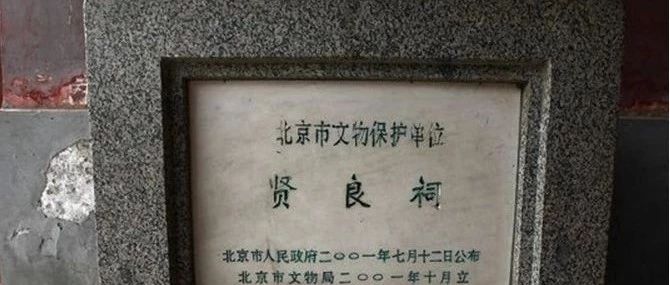 北京市文物保护单位
贤良祠
北京市人民政府二〇〇一年七月十二日公布
北京市文物局二〇〇一年十月立